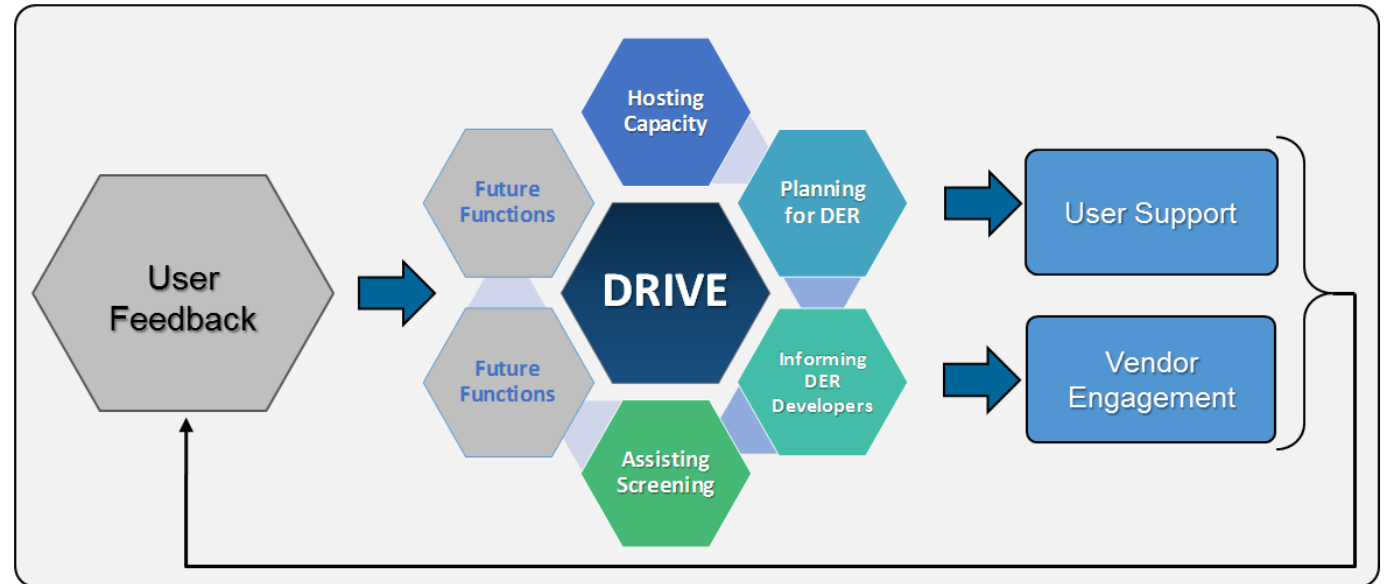 User
Feedback
Future
Functions
Future
Functions
Hosting
Capacity
DRIVE
Assisting
Screening
Planning
for DER
Informing
DER
Developers
User Support
Vendor
Engagement